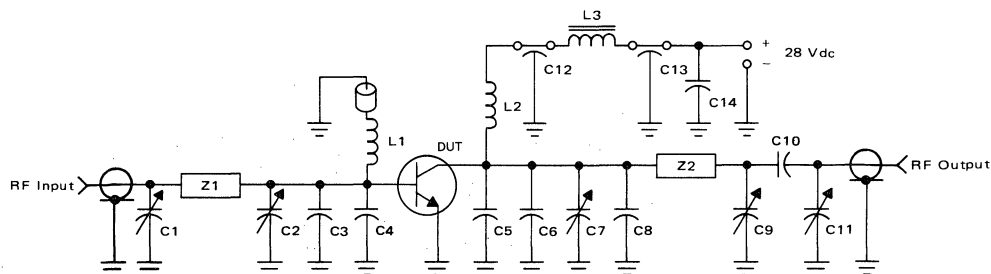 L3
+
28 Vdc
–
C12
C13
C14
L2
L1
DUT
C10
RF Input
Z1
Z2
RF Output
C1
C2
C3
C4
C5
C6
C7
C8
C9
C11